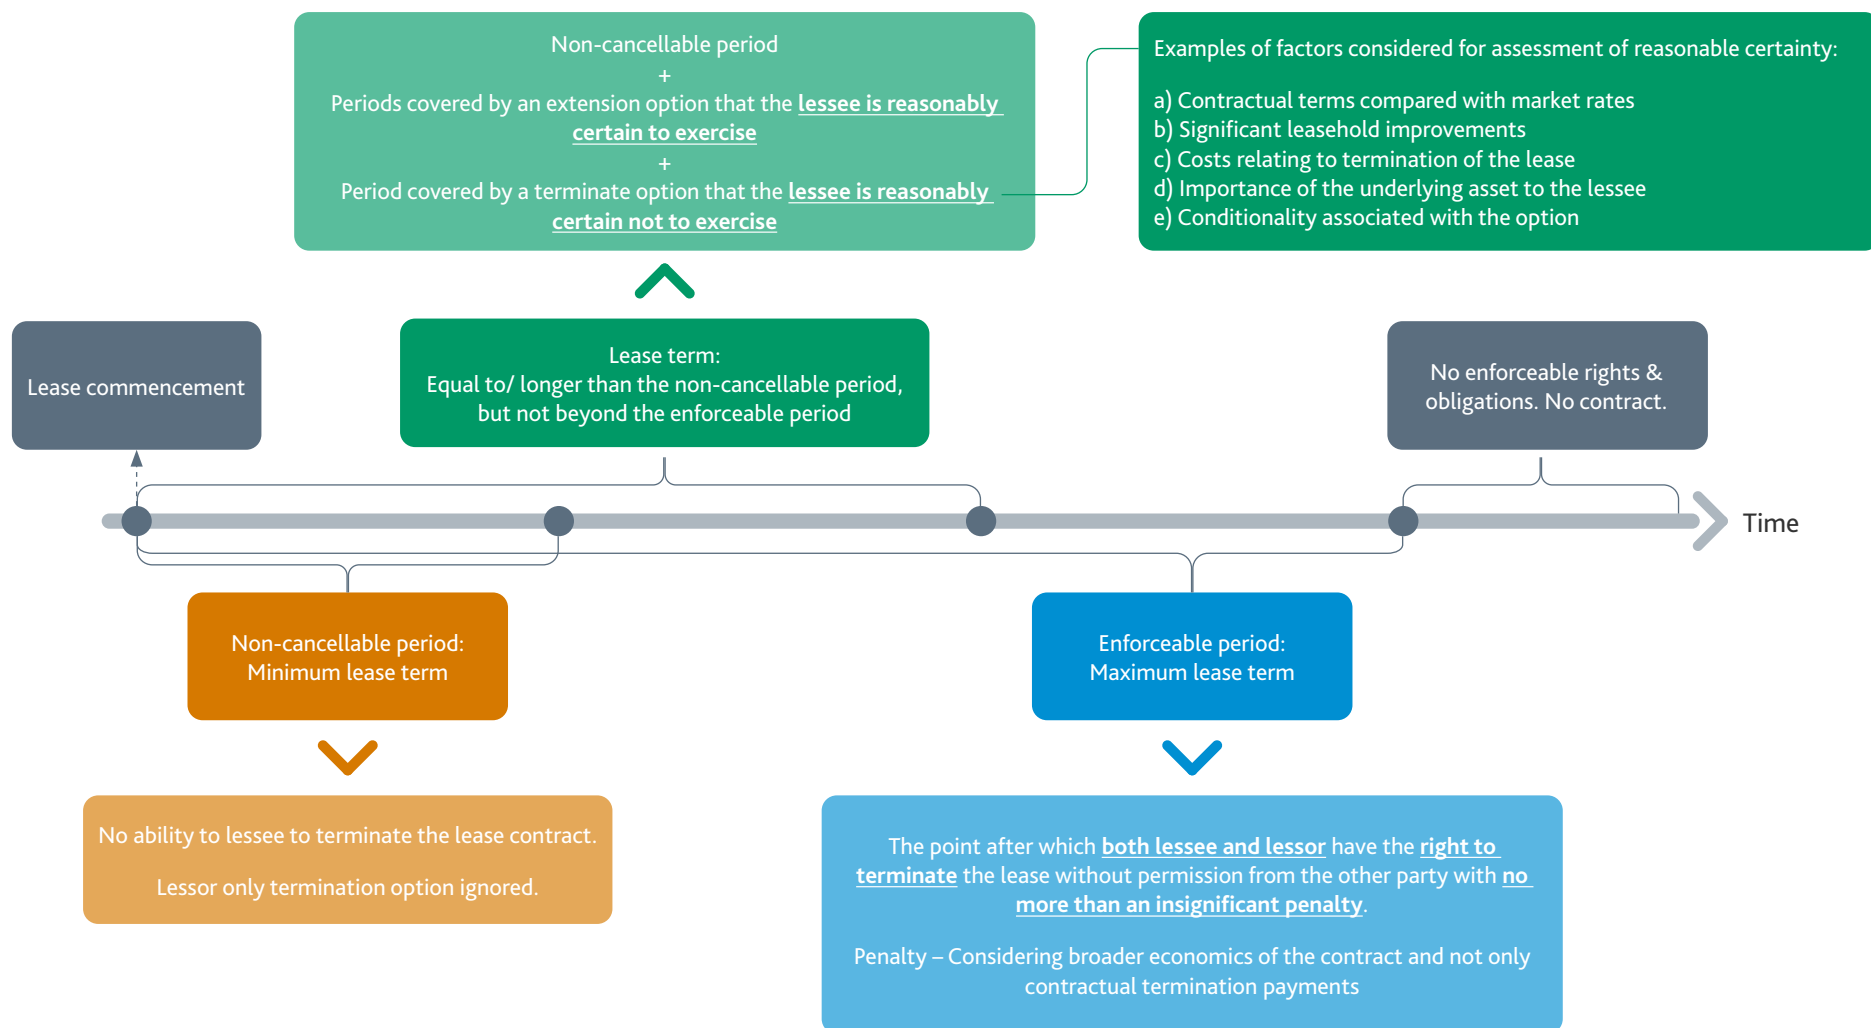 Non-cancellable period
+
Periods covered by an extension option that the lessee is reasonably
certain to exercise
+
Period covered by a terminate option that the lessee is reasonably
certain not to exercise
Examples of factors considered for assessment of reasonable certainty:
a) Contractual terms compared with market rates
b) Significant leasehold improvements
c) Costs relating to termination of the lease
d) Importance of the underlying asset to the lessee
e) Conditionality associated with the option
Lease commencement
Lease term:
Equal to/ longer than the non-cancellable period,
but not beyond the enforceable period
No enforceable rights &
obligations. No contract.
Time
Non-cancellable period:
Minimum lease term
Enforceable period:
Maximum lease term
No ability to lessee to terminate the lease contract.
Lessor only termination option ignored.
The point after which both lessee and lessor have the right to
terminate the lease without permission from the other party with no
more than an insignificant penalty.
Penalty – Considering broader economics of the contract and not only
contractual termination payments